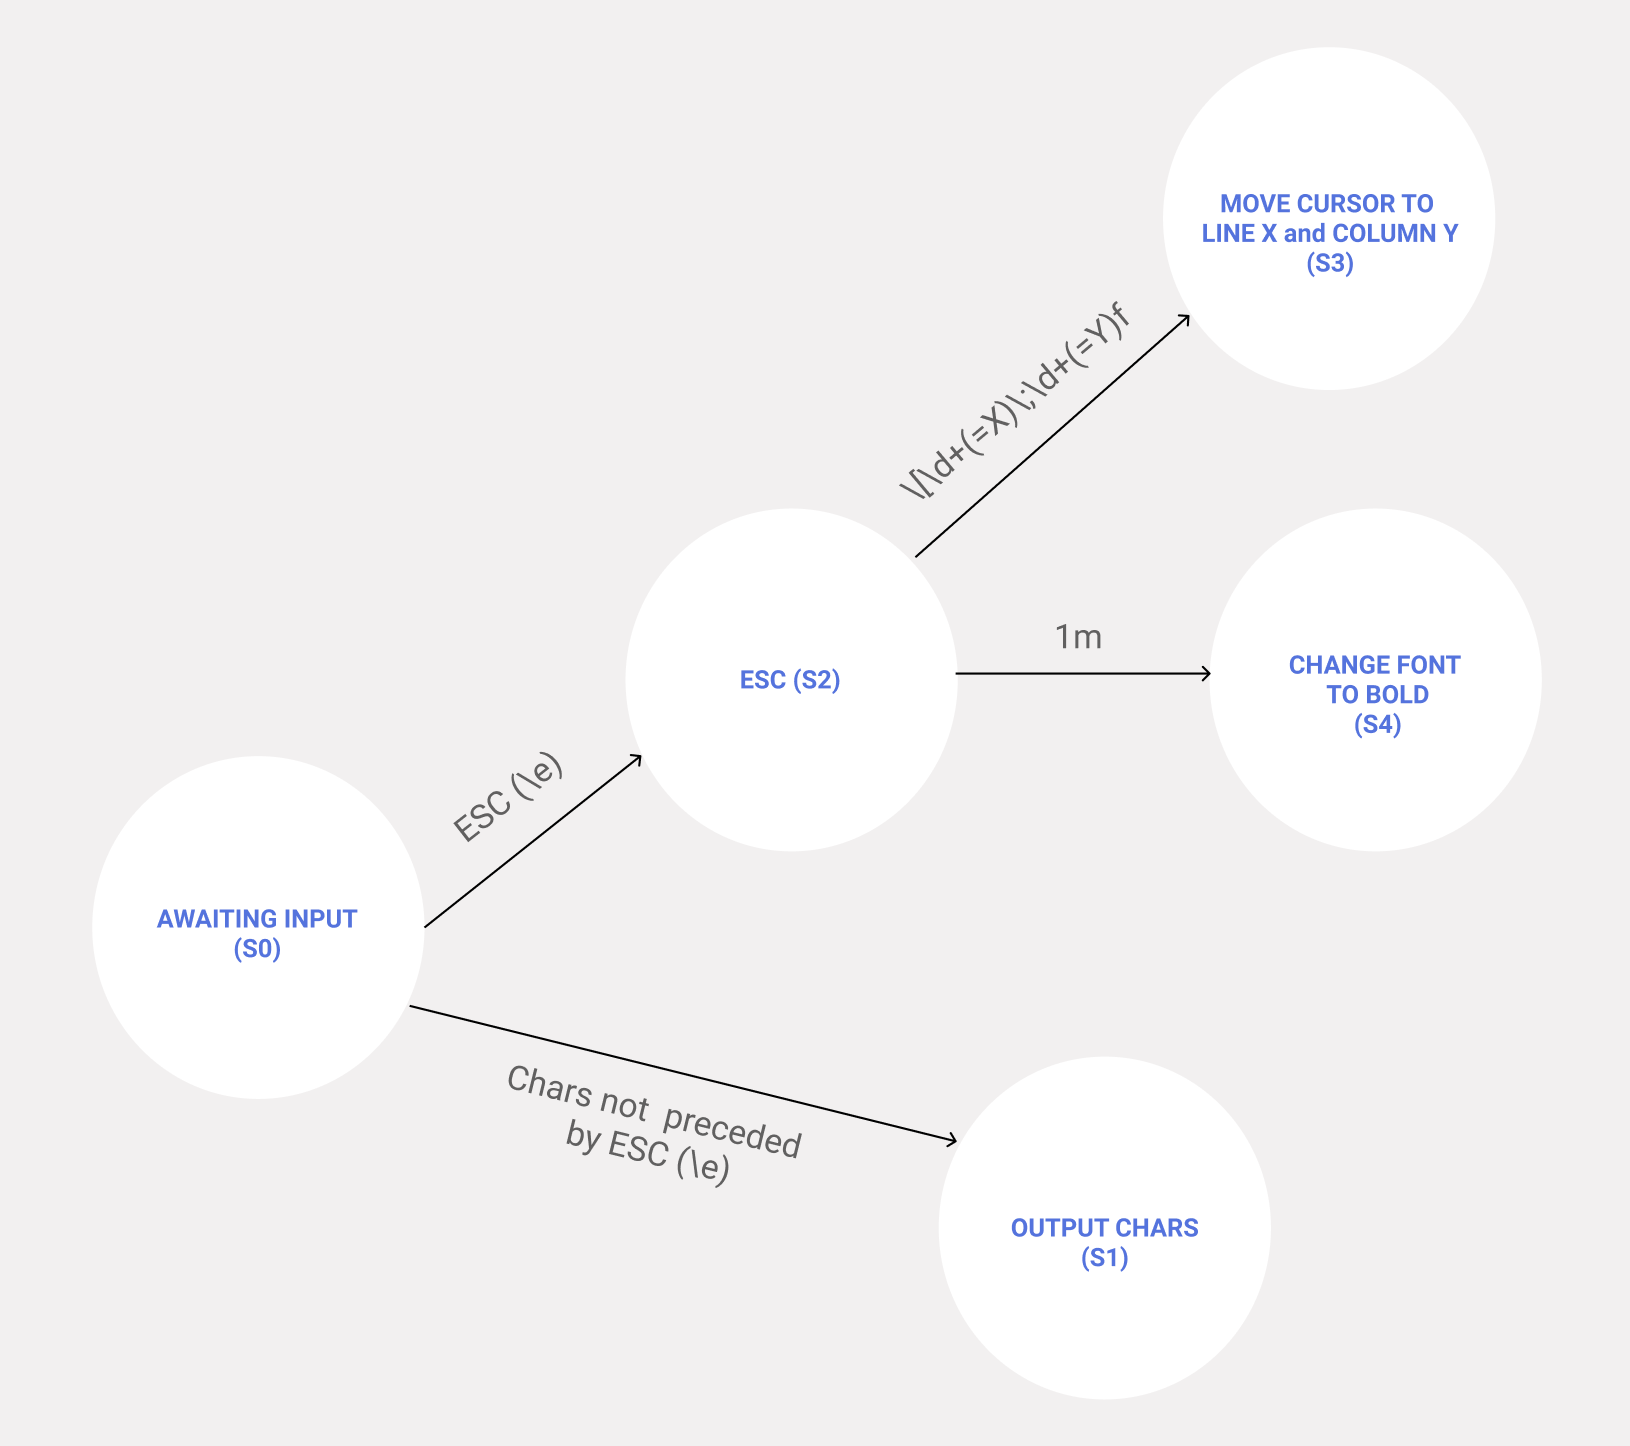 MOVE CURSOR TO
LINE X and COLUMN Y
(S3)
\[\d+(=X)\;\d+(=Y)f
ESC (S2)
1m
CHANGE FONT
TO BOLD
(S4)
ESC (\e)
AWAITING INPUT
(S0)
Chars not  preceded
by ESC (\e)
OUTPUT CHARS
(S1)